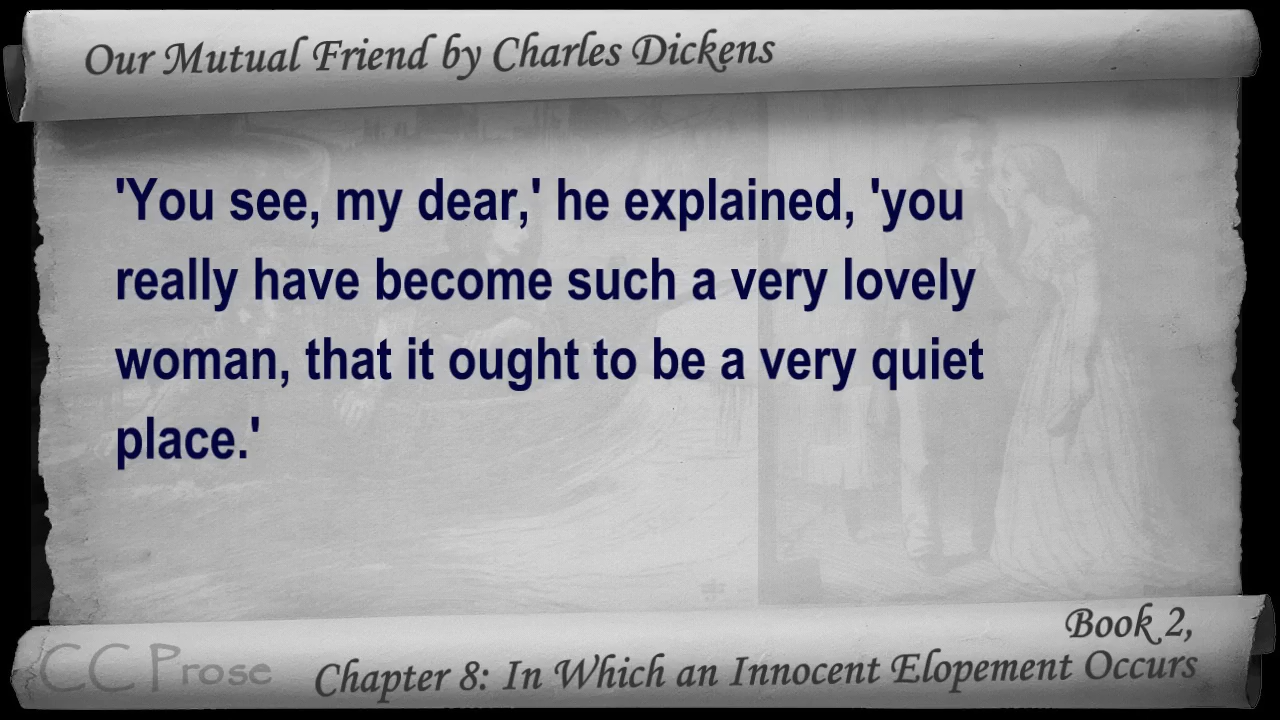 Our Mutual Friend by Charles Dickens
'You see, my dear,' he explained, 'you
really have become such a very lovely
woman, that it ought to be a very quiet
place.'
Book 2,
Chapter 8: In Which an Innocent Elopement Occurs
CC Prose